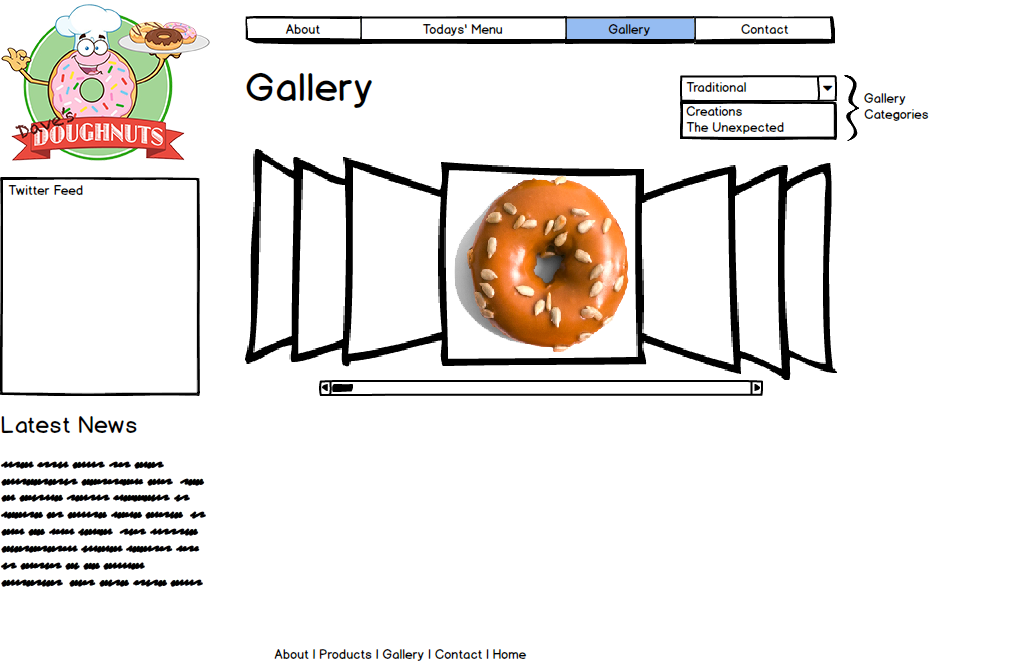 Dave's
DOUGHNUTS
About
Todays' Menu
Gallery
Contact
Gallery
Traditional
Creations
The Unexpected
Gallery
Categories
Twitter Feed
Latest News
About | Products | Gallery | Contact | Home